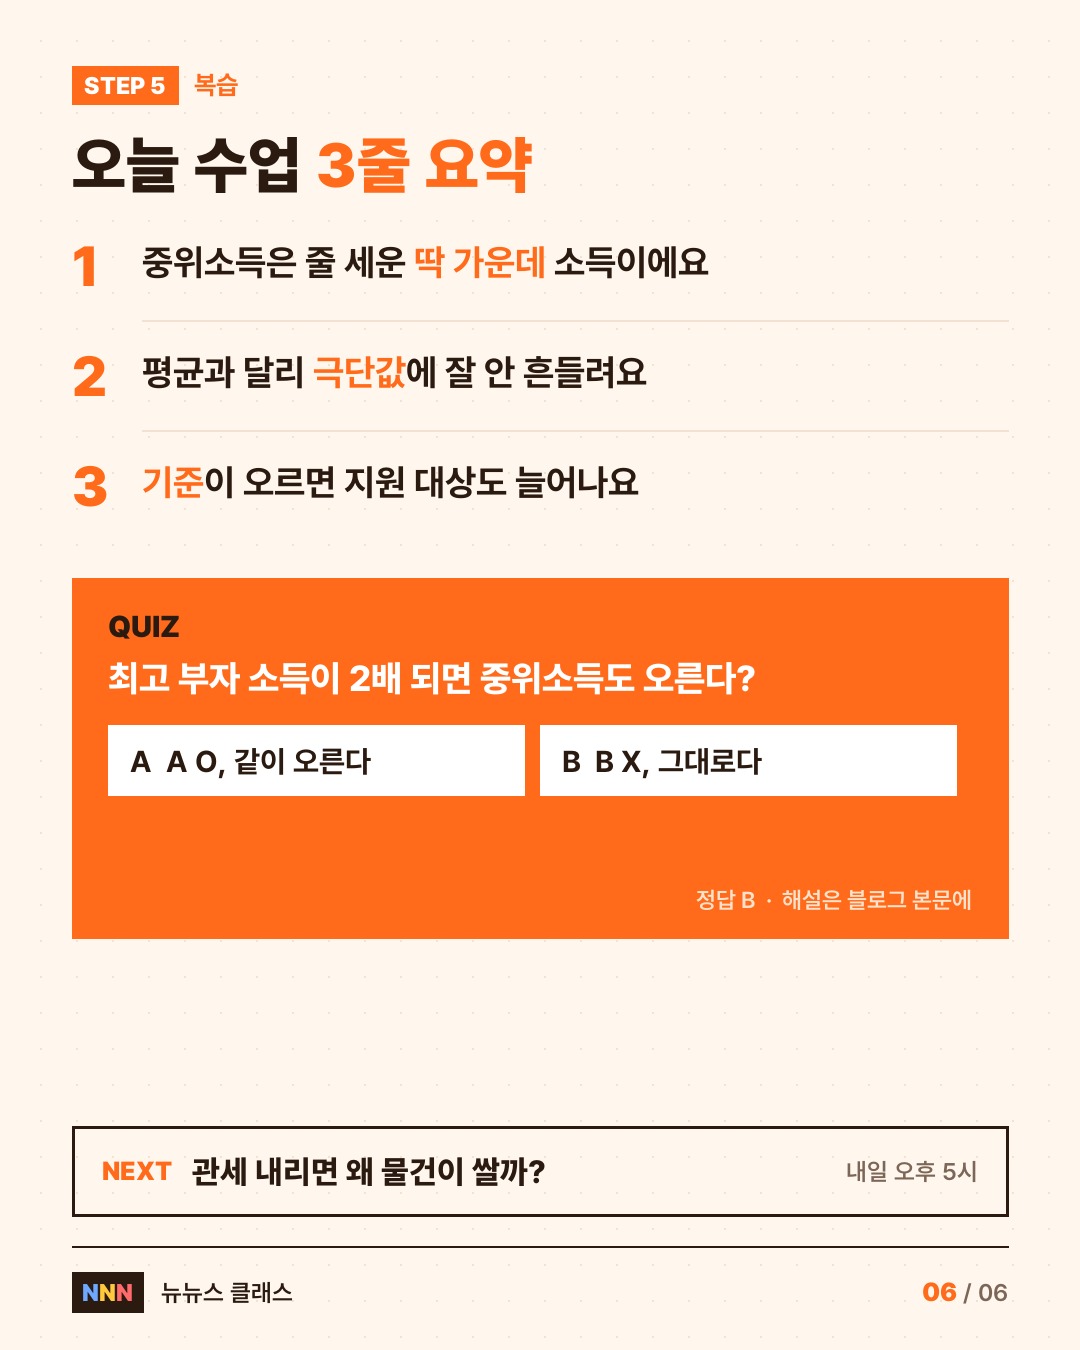 STEP 5 복습
오늘 수업 3줄 요약
1 중위소득은 줄 세운 딱 가운데 소득이에요
2 평균과 달리 극단값에 잘 안 흔들려요
3 기준이 오르면 지원 대상도 늘어나요
QUIZ
최고 부자 소득이 2배 되면 중위소득도 오른다?
A A O, 같이 오른다
B B X, 그대로다
정답 B · 해설은 블로그 본문에
NEXT 관세 내리면 왜 물건이 쌀까? 내일 오후 5시
NNN 뉴뉴스 클래스 06 / 06